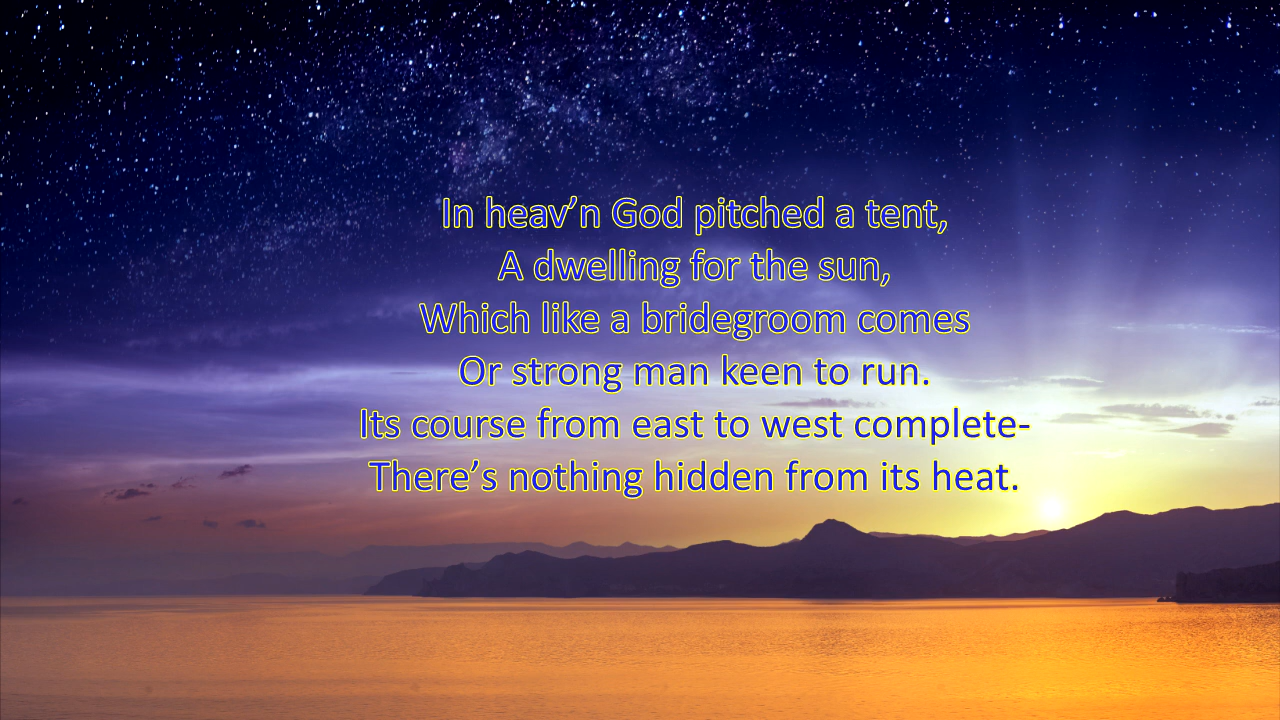 In heav’n God pitched a tent,
A dwelling for the sun,
Which like a bridegroom comes
Or strong man keen to run.
Its course from east to west complete-
There’s nothing hidden from its heat.